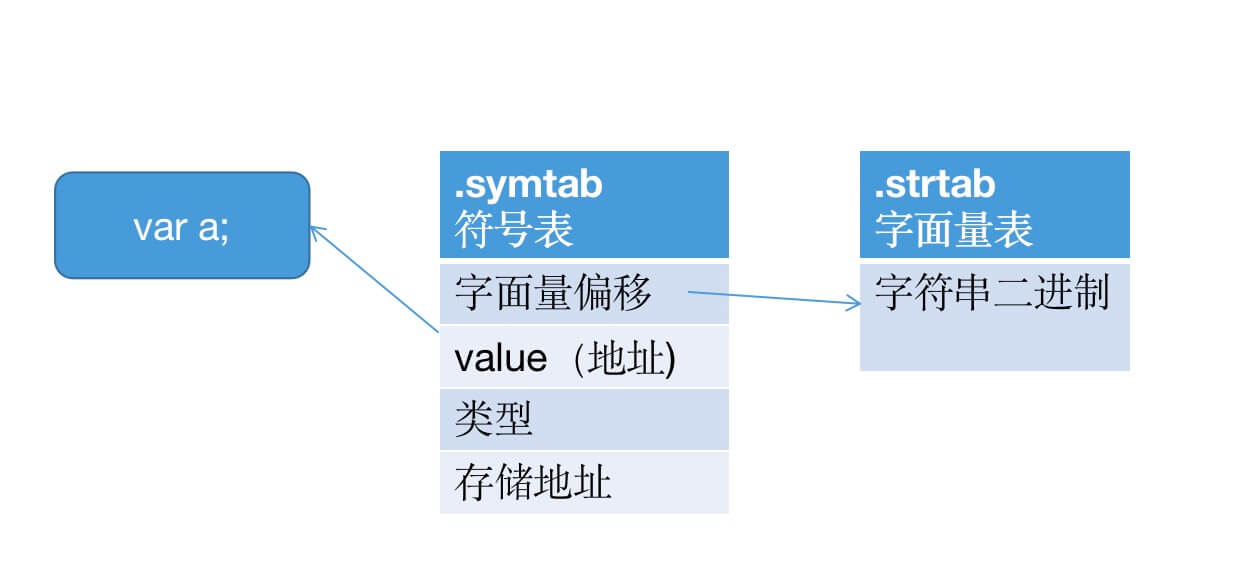 var a;
.symtab
符号表
字面量偏移
value（地址)
类型
存储地址
.strtab
字面量表
字符串二进制